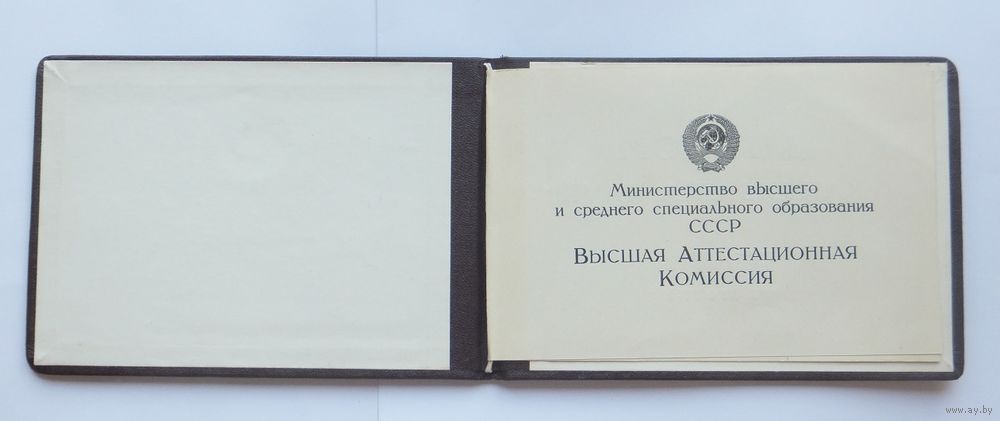 Министерство высшего
и среднего специального образования
СССР
Высшая Аттестационная
Комиссия
www.ay.by